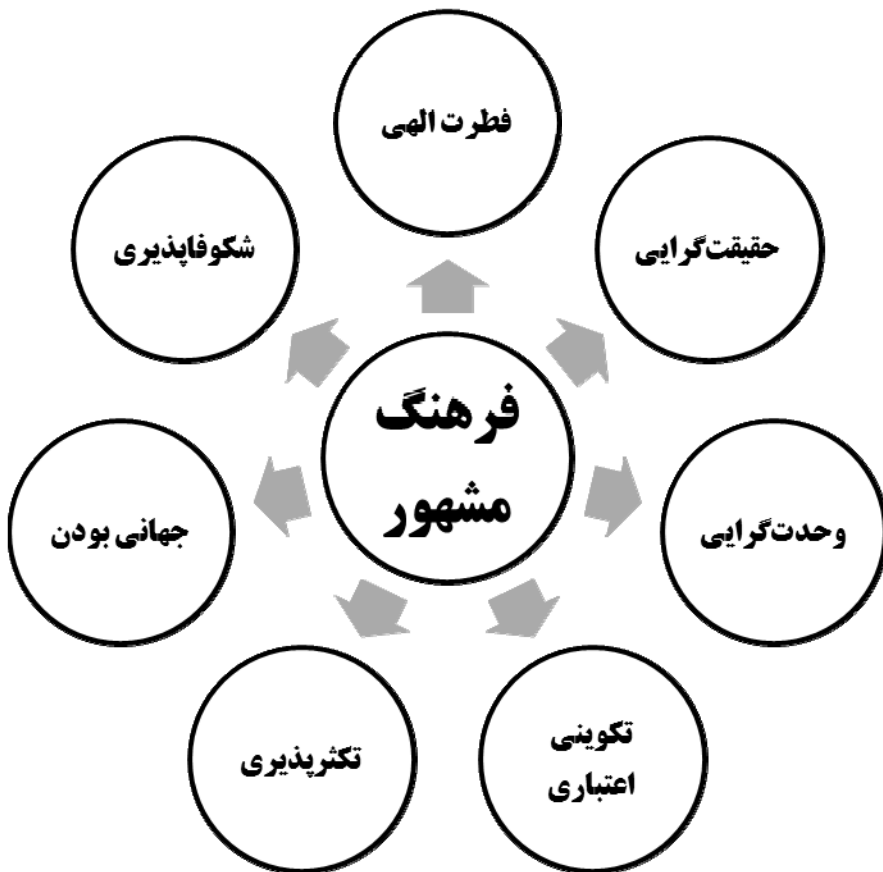 فطرت الهی
حقیقت‌گرایی
وحدت‌گرایی
تکوینی
اعتباری
تکثرپذیری
جهانی بودن
شکوفاپذیری
فرهنگ
مشهور